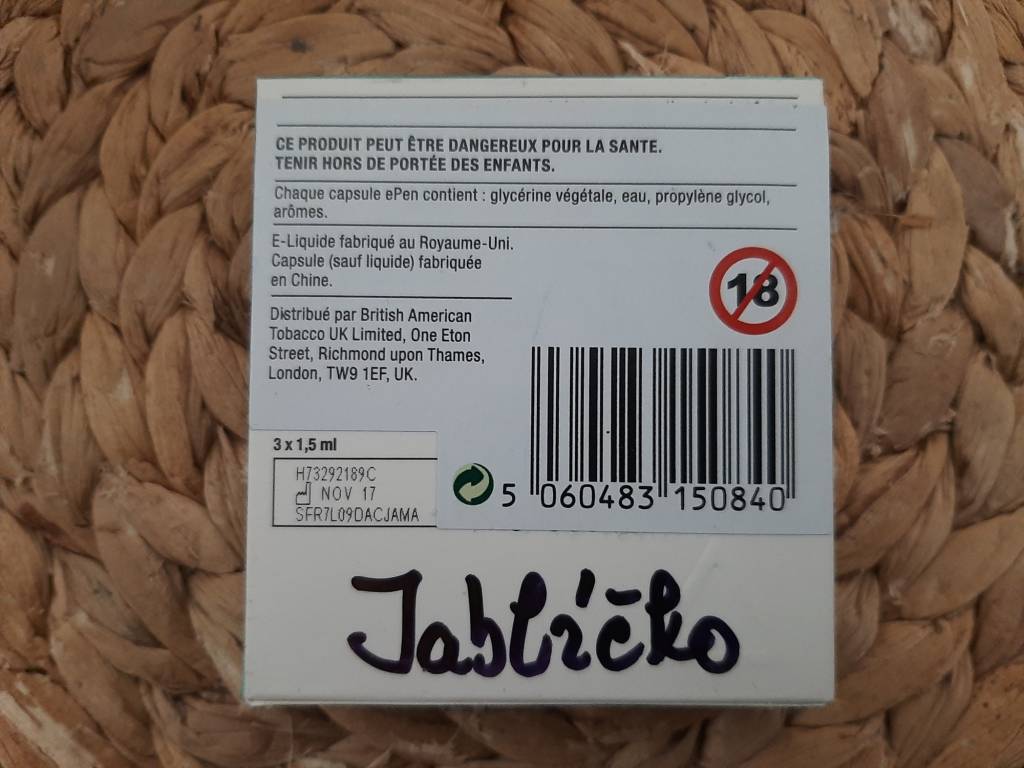 CE PRODUIT PEUT ÊTRE DANGEREUX POUR LA SANTE.
TENIR HORS DE PORTÉE DES ENFANTS.
Chaque capsule ePen contient : glycérine végétale, eau, propylène glycol,
arômes.
E-Liquide fabriqué au Royaume-Uni.
Capsule (sauf liquide) fabriquée
en Chine.
18
Distribué par British American
Tobacco UK Limited, One Eton
Street, Richmond upon Thames,
London, TW9 1EF, UK.
3 x 1,5 ml
H73292189C
NOV 17
SFR7L09DACJAMA
5 060483 150840
Jablíčko